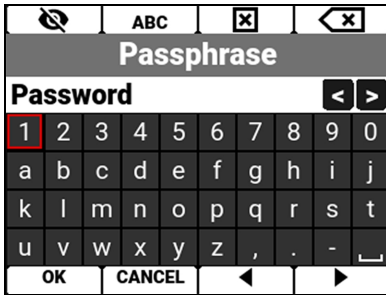 ABC
Passphrase
Password < >
1 2 3 4 5 6 7 8 9 0
a b c d e f g h i j
k l m n o p q r s t
u v w x y z , . -
OK CANCEL